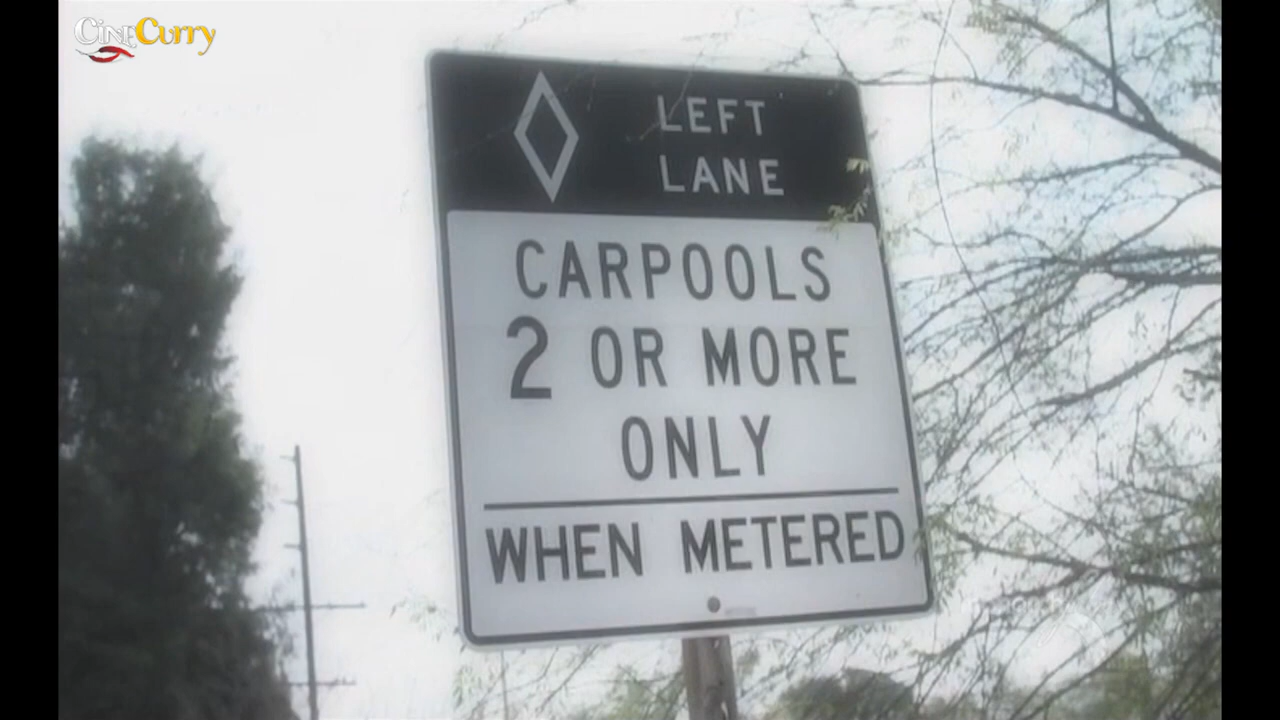 CineCurry
LEFT
LANE
CARPOOLS
2 OR MORE
ONLY
WHEN METERED